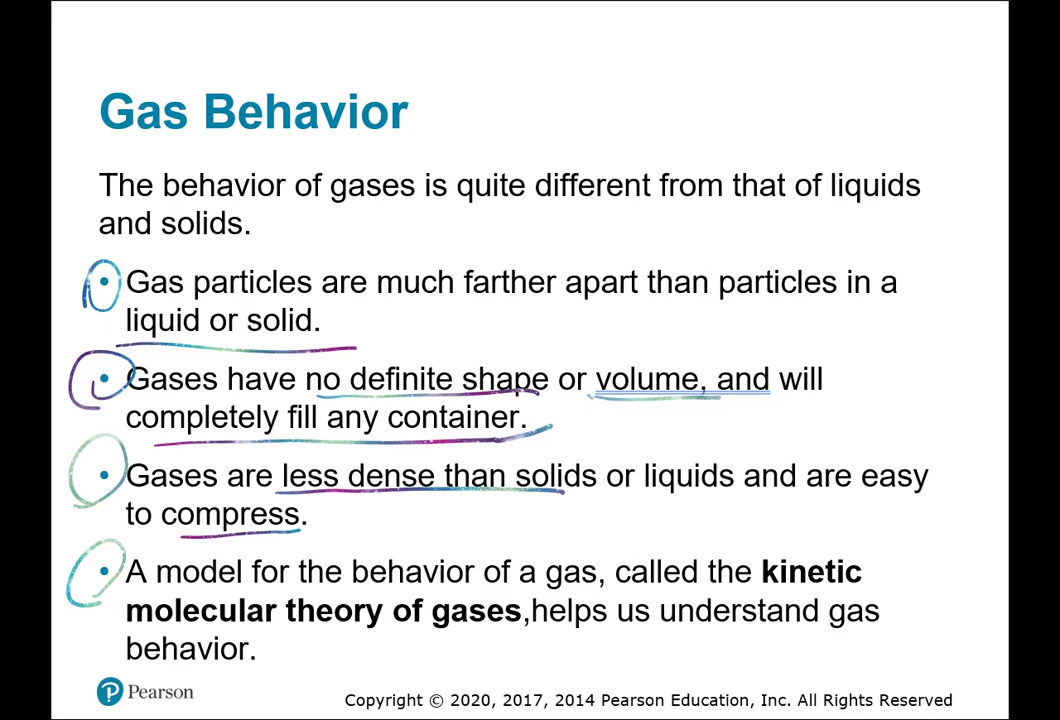 Gas Behavior
The behavior of gases is quite different from that of liquids
and solids.
• Gas particles are much farther apart than particles in a
liquid or solid.
• Gases have no definite shape or volume, and will
completely fill any container.
• Gases are less dense than solids or liquids and are easy
to compress.
• A model for the behavior of a gas, called the kinetic
molecular theory of gases,helps us understand gas
behavior.
P Pearson
Copyright © 2020, 2017, 2014 Pearson Education, Inc. All Rights Reserved